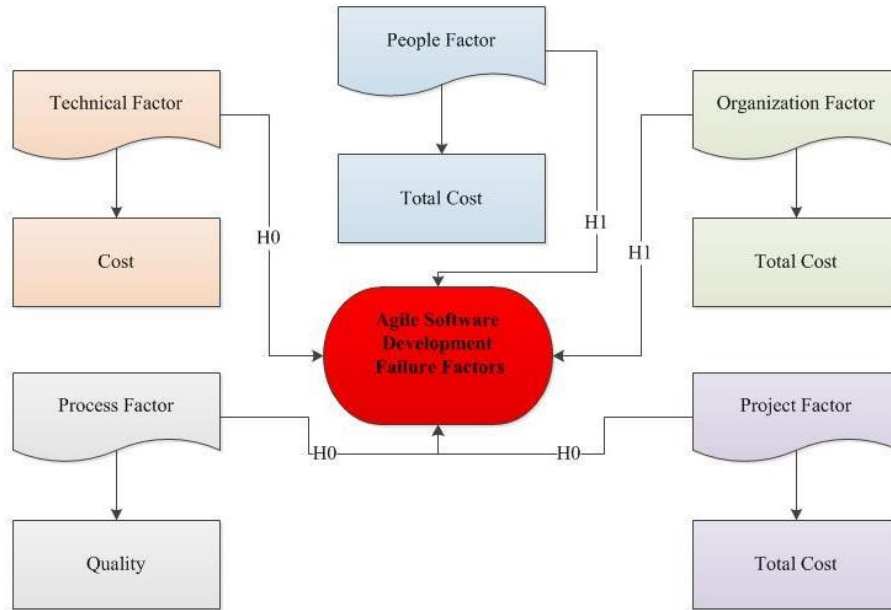 People Factor
Technical Factor
Organization Factor
Total Cost
H1
H0
H1
Cost
Total Cost
Agile Software
Development
Failure Factors
Process Factor
Project Factor
H0
H0
Quality
Total Cost